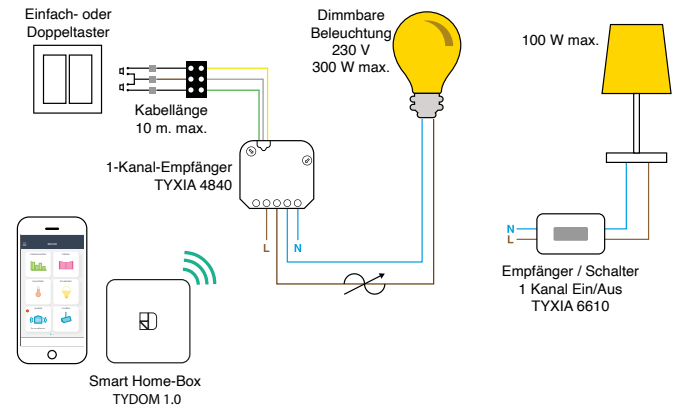 Einfach- oder
Doppeltaster
Kabellänge
10 m. max.
1-Kanal-Empfänger
TYXIA 4840
L
N
Dimmbare
Beleuchtung
230 V
300 W max.
100 W max.
N
L
Empfänger / Schalter
1 Kanal Ein/Aus
TYXIA 6610
Smart Home-Box
TYDOM 1.0